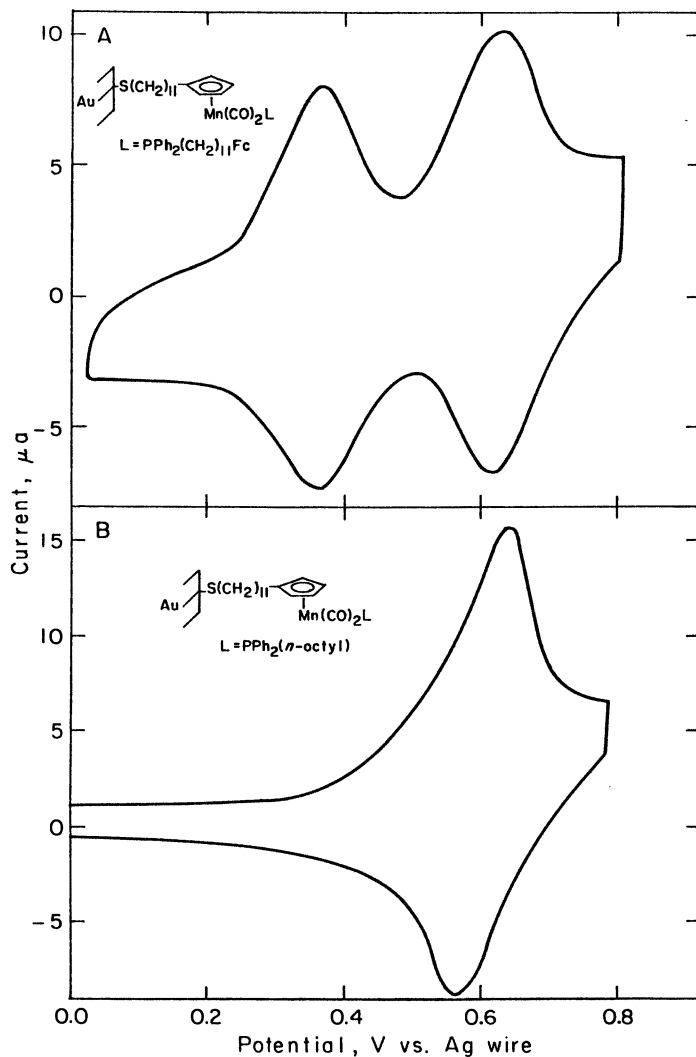 A
10
5
0
-5
Au
S(CH₂)₁₁
Mn(CO)₂L
L=PPh₂(CH₂)₁₁Fc
Current, μa
B
15
10
5
0
-5
Au
S(CH₂)₁₁
Mn(CO)₂L
L=PPh₂(n-octyl)
0.0 0.2 0.4 0.6 0.8
Potential, V vs. Ag wire